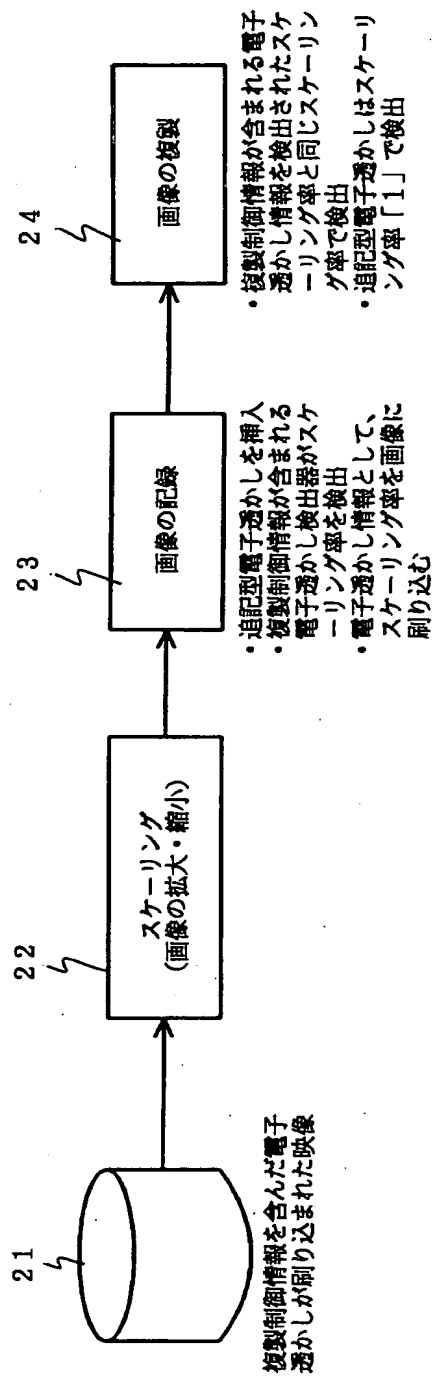 21
複製制御情報を含んだ電子
透かしが刷り込まれた映像
22
スケーリング
(画像の拡大・縮小)
23
画像の記録
・追記型電子透かしを挿入
・複製制御情報が含まれる
電子透かし検出器がスケ
ーリング率を検出
・電子透かし情報として、
スケーリング率を画像に
刷り込む
24
画像の複製
・複製制御情報が含まれる電子
透かし情報を検出されたスケ
ーリング率と同じスケーリン
グ率で検出
・追記型電子透かしはスケーリ
ング率「1」で検出